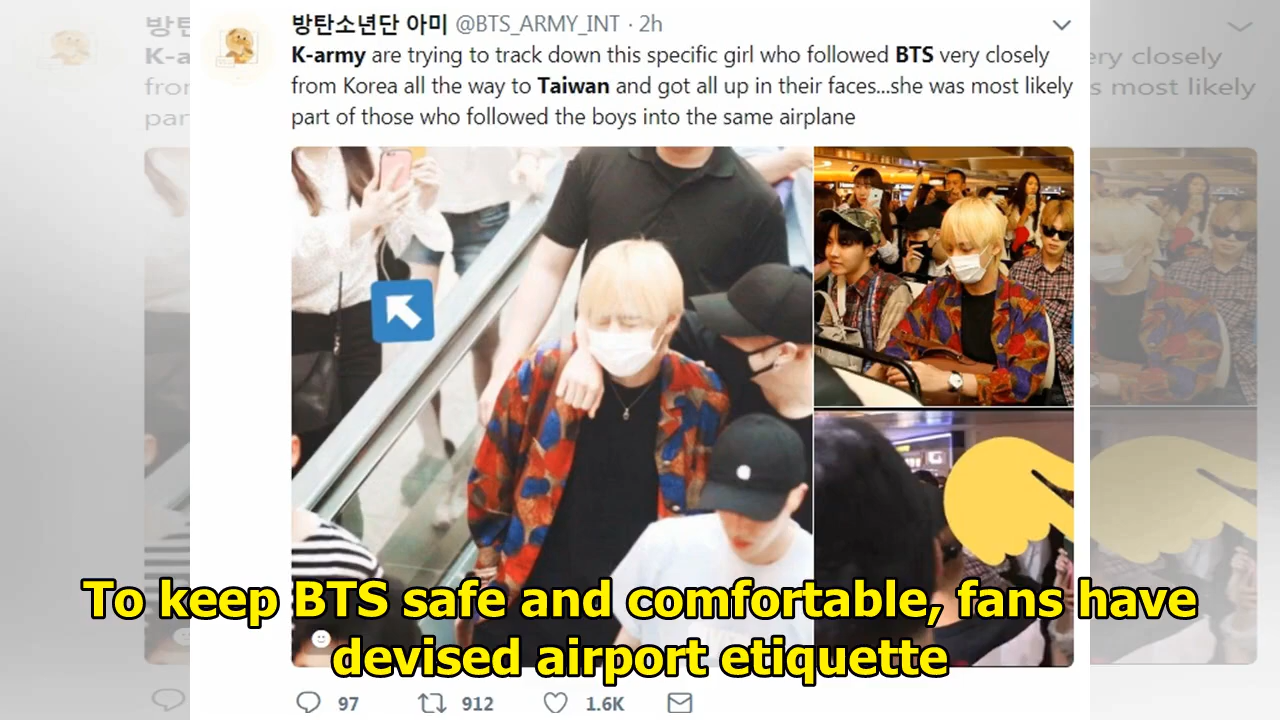 방탄소년단 아미 @BTS_ARMY_INT · 2h
K-army are trying to track down this specific girl who followed BTS very closely
from Korea all the way to Taiwan and got all up in their faces...she was most likely
part of those who followed the boys into the same airplane
To keep BTS safe and comfortable, fans have
devised airport etiquette
97 912 1.6K